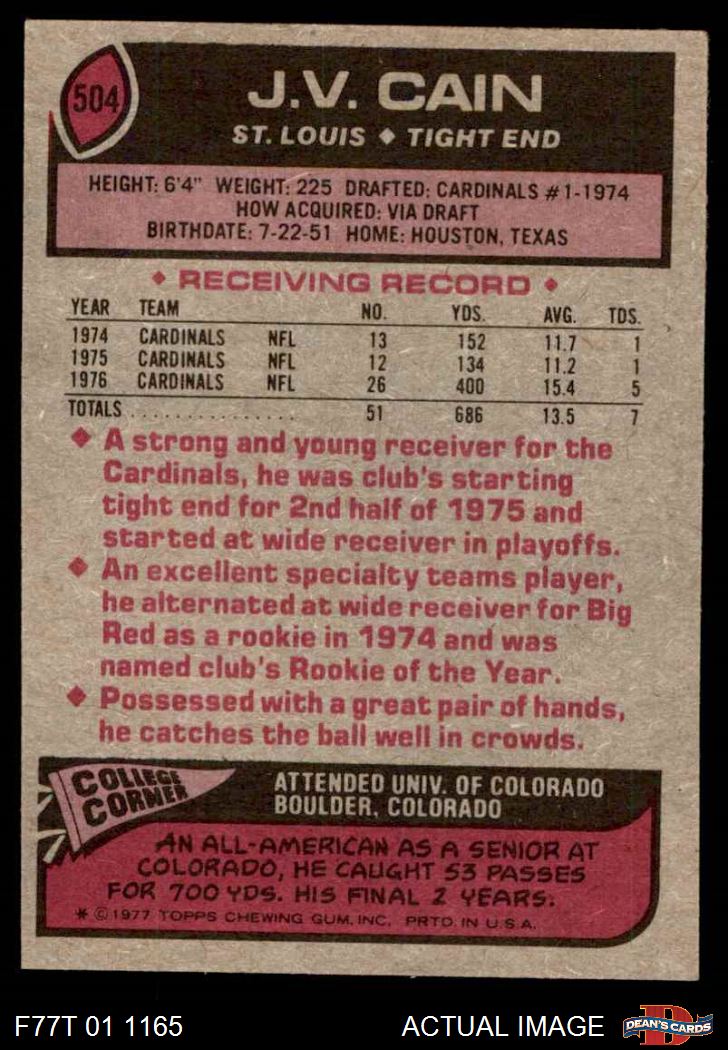 504
J.V. CAIN
ST. LOUIS ♦ TIGHT END
HEIGHT: 6'4" WEIGHT: 225 DRAFTED: CARDINALS #1-1974
HOW ACQUIRED: VIA DRAFT
BIRTHDATE: 7-22-51 HOME: HOUSTON, TEXAS
♦ RECEIVING RECORD ♦
YEAR TEAM NO. YDS. AVG. TDS.
1974 CARDINALS NFL 13 152 11.7 1
1975 CARDINALS NFL 12 134 11.2 1
1976 CARDINALS NFL 26 400 15.4 5
TOTALS . . . . . . . . . . . . . . . 51 686 13.5 7
♦ A strong and young receiver for the
Cardinals, he was club's starting
tight end for 2nd half of 1975 and
started at wide receiver in playoffs.
♦ An excellent specialty teams player,
he alternated at wide receiver for Big
Red as a rookie in 1974 and was
named club's Rookie of the Year.
♦ Possessed with a great pair of hands,
he catches the ball well in crowds.
COLLEGE
CORNER
ATTENDED UNIV. OF COLORADO
BOULDER, COLORADO
AN ALL-AMERICAN AS A SENIOR AT
COLORADO, HE CAUGHT 53 PASSES
FOR 700 YDS. HIS FINAL 2 YEARS.
* © 1977 TOPPS CHEWING GUM, INC. PRTD. IN U.S.A.
F77T 01 1165 ACTUAL IMAGE
D
DEAN'S CARDS